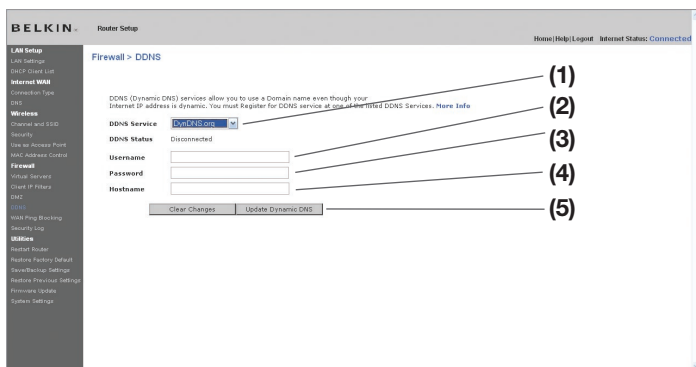 BELKIN®
Router Setup
Home|Help|Logout Internet Status: Connected
LAN Setup
LAN Settings
DHCP Client List
Internet WAN
Connection Type
DNS
Wireless
Channel and SSID
Security
Use as Access Point
MAC Address Control
Firewall
Virtual Servers
Client IP Filters
DMZ
DDNS
WAN Ping Blocking
Security Log
Utilities
Restart Router
Restore Factory Default
Save/Backup Settings
Restore Previous Settings
Firmware Update
System Settings
Firewall > DDNS
DDNS (Dynamic DNS) services allow you to use a Domain name even though your
Internet IP address is dynamic. You must Register for DDNS service at one of the listed DDNS Services. More Info
DDNS Service DynDNS.org (1)
DDNS Status Disconnected
Username (2)
Password (3)
Hostname (4)
Clear Changes Update Dynamic DNS (5)